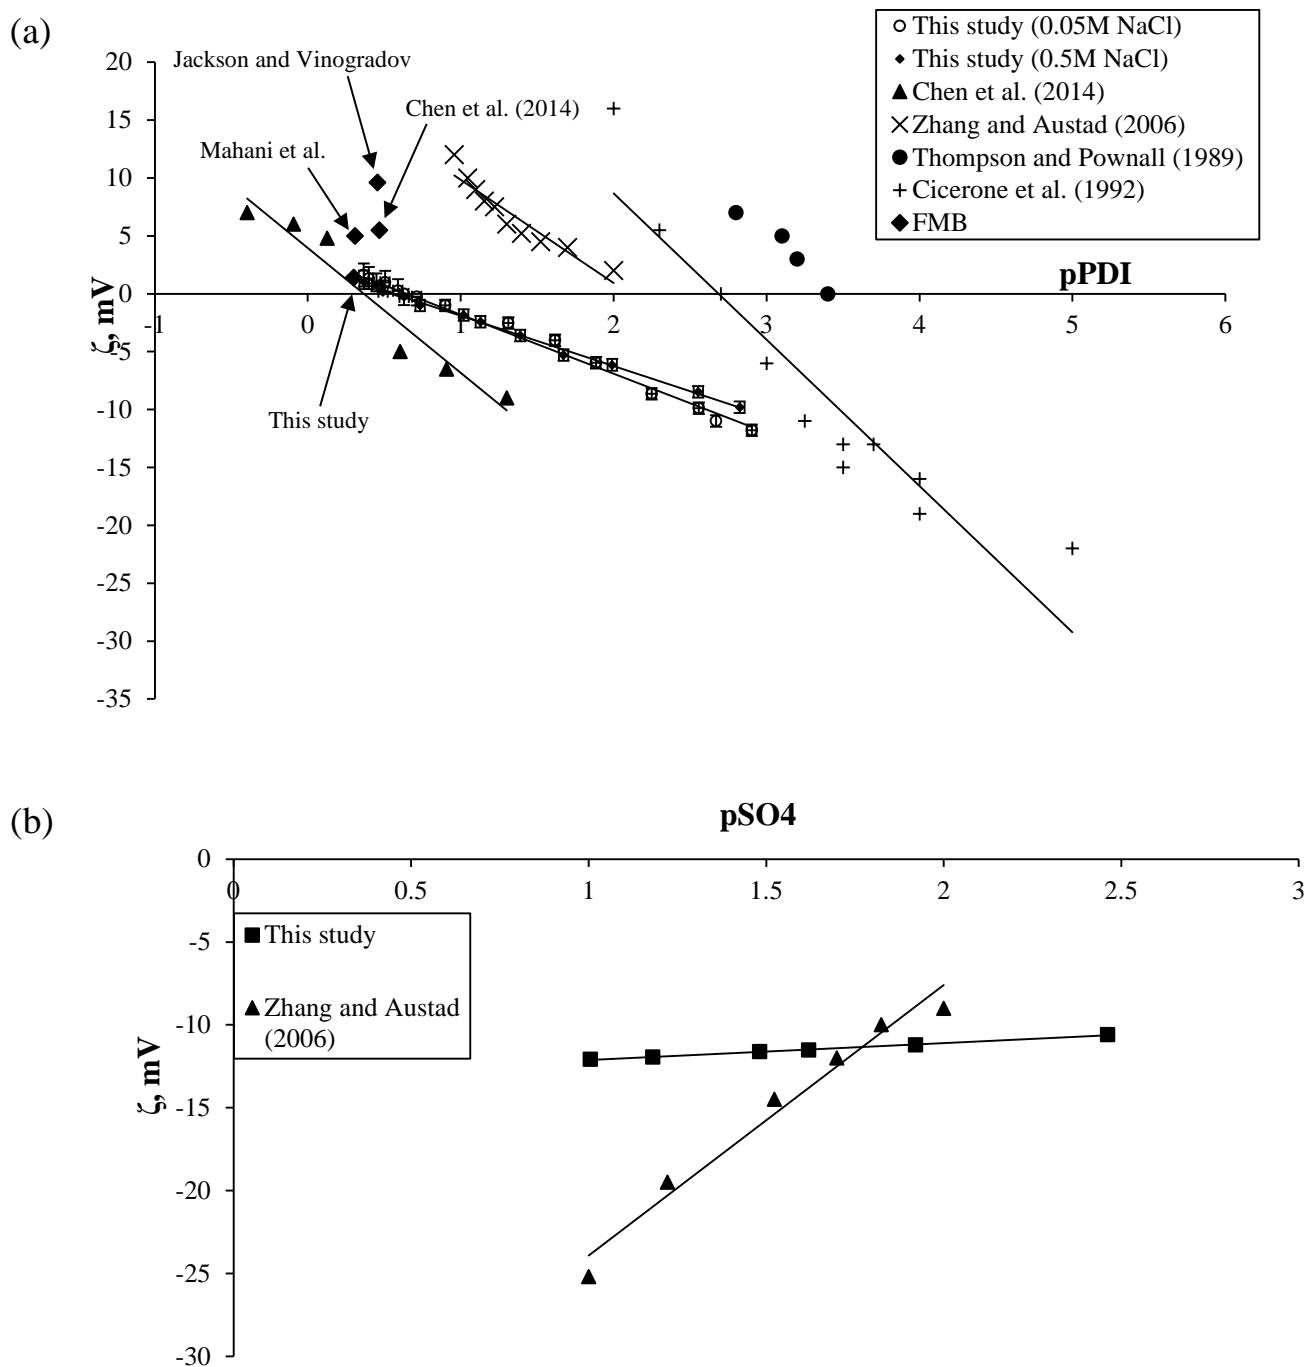 (a)
This study (0.05M NaCl)
This study (0.5M NaCl)
Chen et al. (2014)
Zhang and Austad (2006)
Thompson and Pownall (1989)
Cicerone et al. (1992)
FMB
Jackson and Vinogradov
Chen et al. (2014)
Mahani et al.
This study
pPDI
ζ, mV
20
15
10
5
0
-5
-10
-15
-20
-25
-30
-35
-1 0 1 2 3 4 5 6
(b)
pSO4
0
0 0.5 1 1.5 2 2.5 3
This study
Zhang and Austad
(2006)
ζ, mV
-5
-10
-15
-20
-25
-30